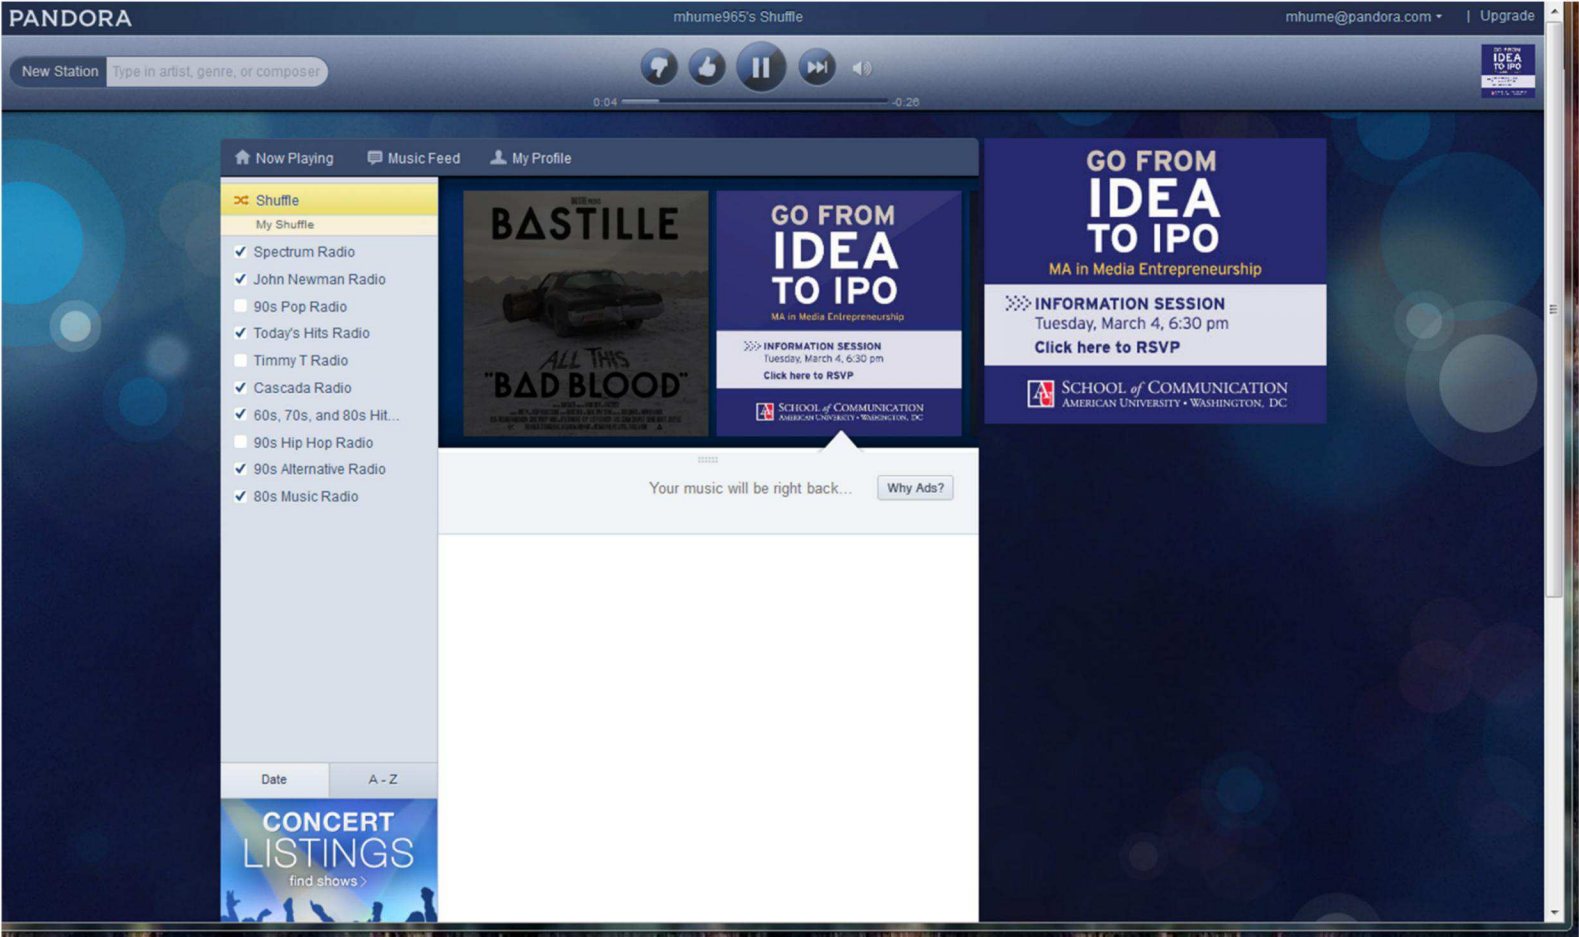 PANDORA
mhume965's Shuffle
mhume@pandora.com
| Upgrade
New Station
Type in artist, genre, or composer
0:04
-0:26
GO FROM
IDEA
TO IPO
Now Playing
Music Feed
My Profile
Shuffle
My Shuffle
Spectrum Radio
John Newman Radio
90s Pop Radio
Today's Hits Radio
Timmy T Radio
Cascada Radio
60s, 70s, and 80s Hit...
90s Hip Hop Radio
90s Alternative Radio
80s Music Radio
Date
A - Z
CONCERT
LISTINGS
find shows >
BASTILLE
ALL THIS
"BAD BLOOD"
GO FROM
IDEA
TO IPO
MA in Media Entrepreneurship
INFORMATION SESSION
Tuesday, March 4, 6:30 pm
Click here to RSVP
SCHOOL of COMMUNICATION
AMERICAN UNIVERSITY • WASHINGTON, DC
Your music will be right back...
Why Ads?
GO FROM
IDEA
TO IPO
MA in Media Entrepreneurship
INFORMATION SESSION
Tuesday, March 4, 6:30 pm
Click here to RSVP
SCHOOL of COMMUNICATION
AMERICAN UNIVERSITY • WASHINGTON, DC